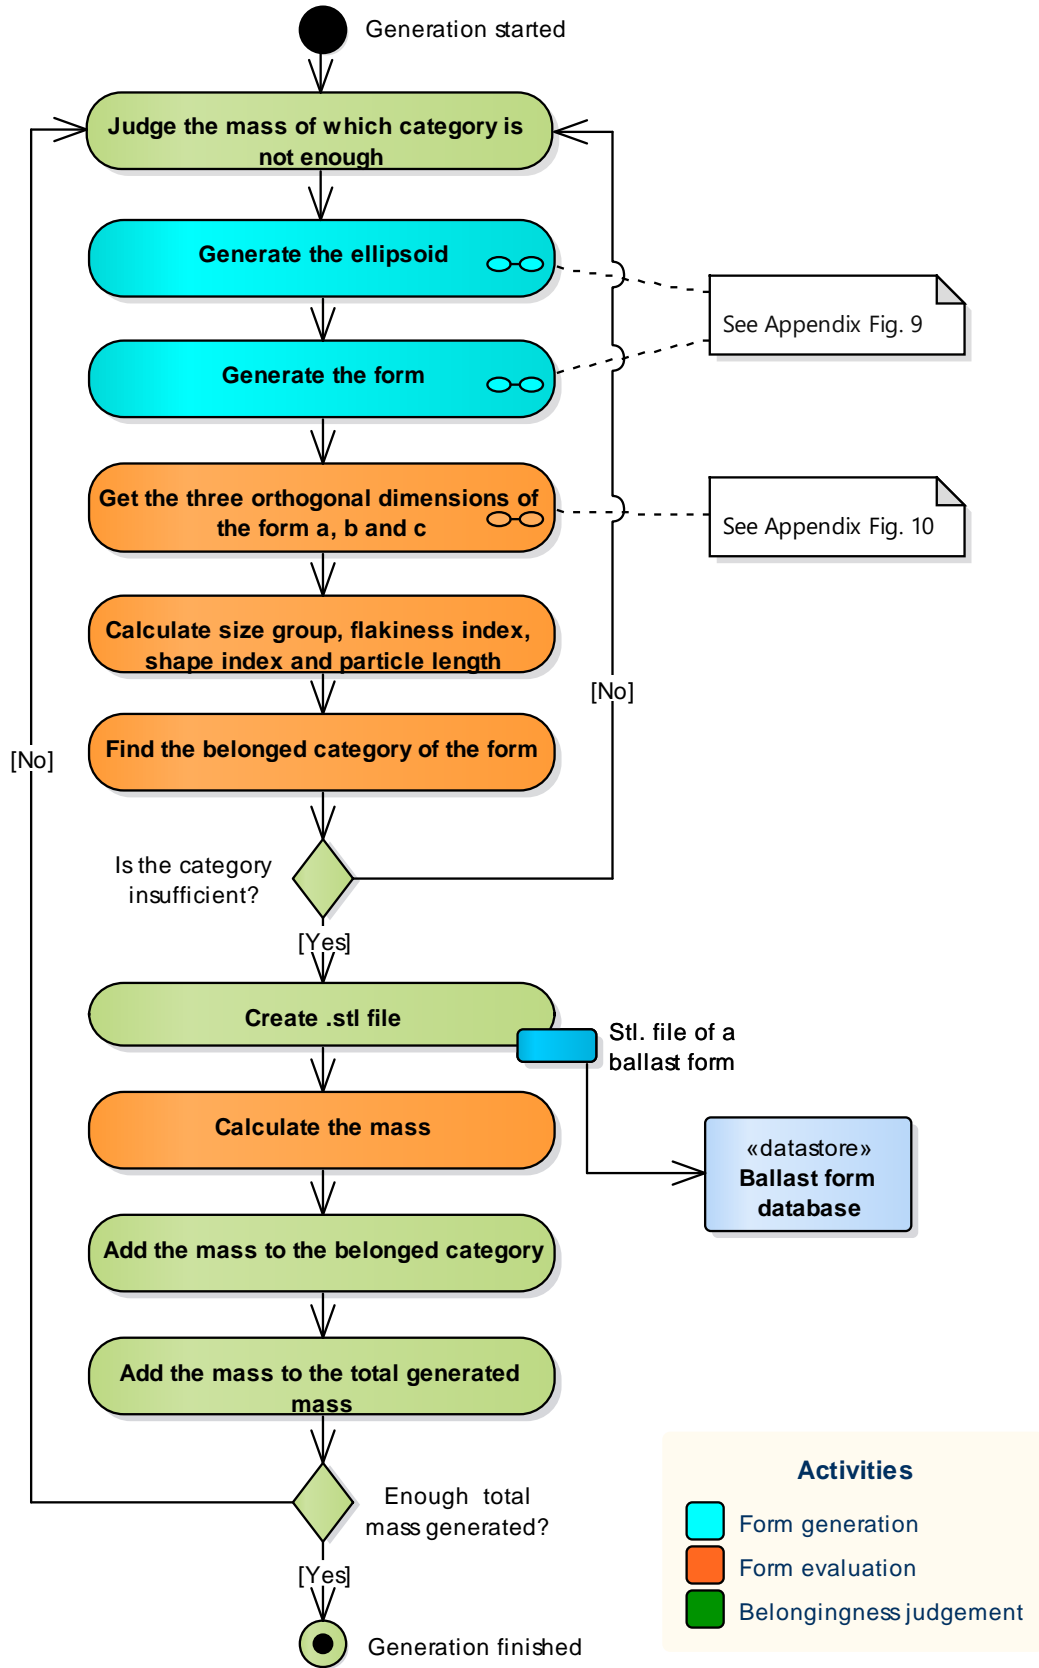 Generation started
Judge the mass of which category is
not enough
Generate the ellipsoid
See Appendix Fig. 9
Generate the form
Get the three orthogonal dimensions of
the form a, b and c
See Appendix Fig. 10
Calculate size group, flakiness index,
shape index and particle length
[No]
Find the belonged category of the form
[No]
Is the category
insufficient?
[Yes]
Create .stl file
Stl. file of a
ballast form
Calculate the mass
«datastore»
Ballast form
database
Add the mass to the belonged category
Add the mass to the total generated
mass
Enough total
mass generated?
[Yes]
Generation finished
Activities
Form generation
Form evaluation
Belongingness judgement